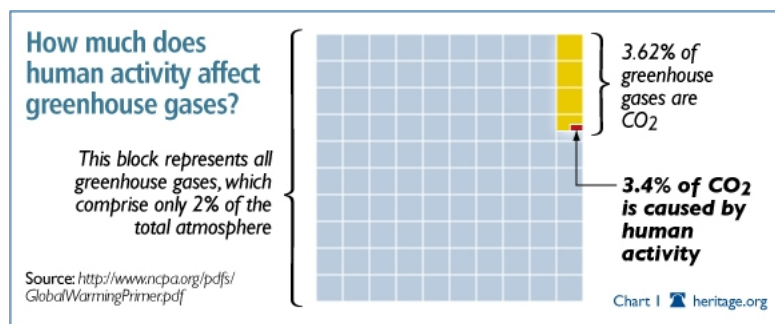 How much does
human activity affect
greenhouse gases?
This block represents all
greenhouse gases, which
comprise only 2% of the
total atmosphere
Source: http://www.ncpa.org/pdfs/
GlobalWarmingPrimer.pdf
3.62% of
greenhouse
gases are
CO2
3.4% of CO2
is caused by
human
activity
Chart 1 heritage.org